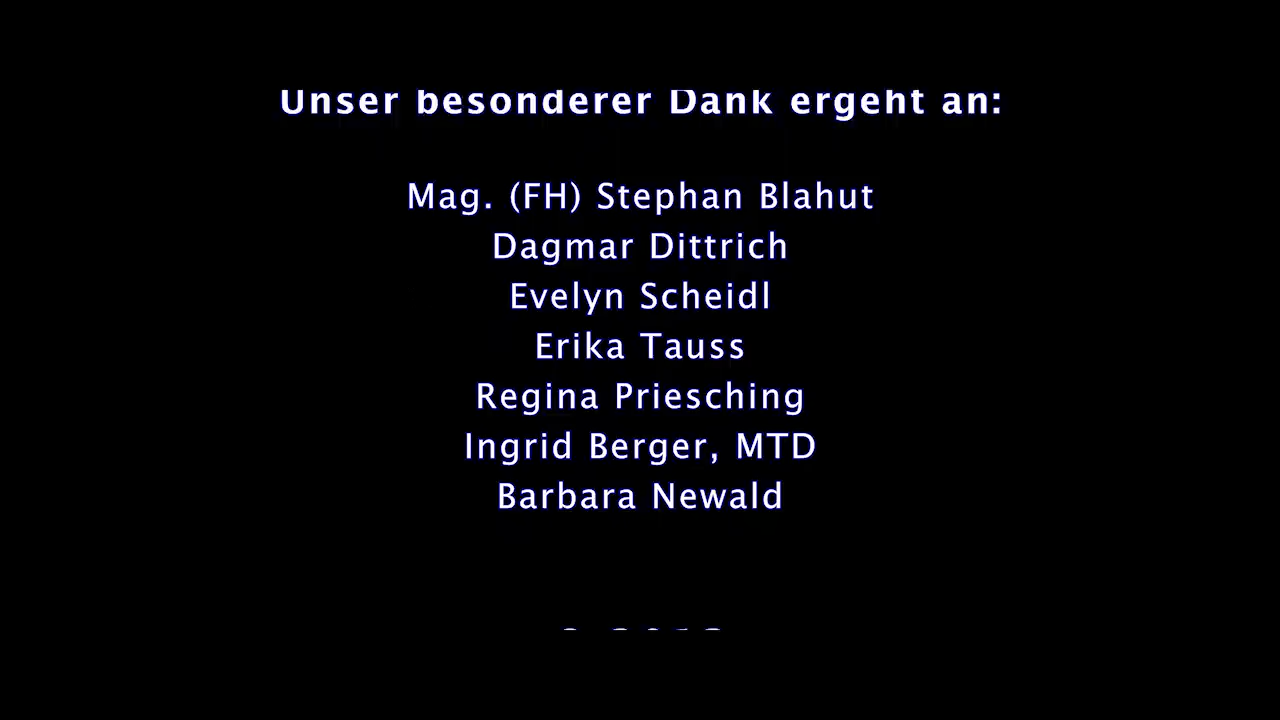 Unser besonderer Dank ergeht an:
Mag. (FH) Stephan Blahut
Dagmar Dittrich
Evelyn Scheidl
Erika Tauss
Regina Priesching
Ingrid Berger, MTD
Barbara Newald